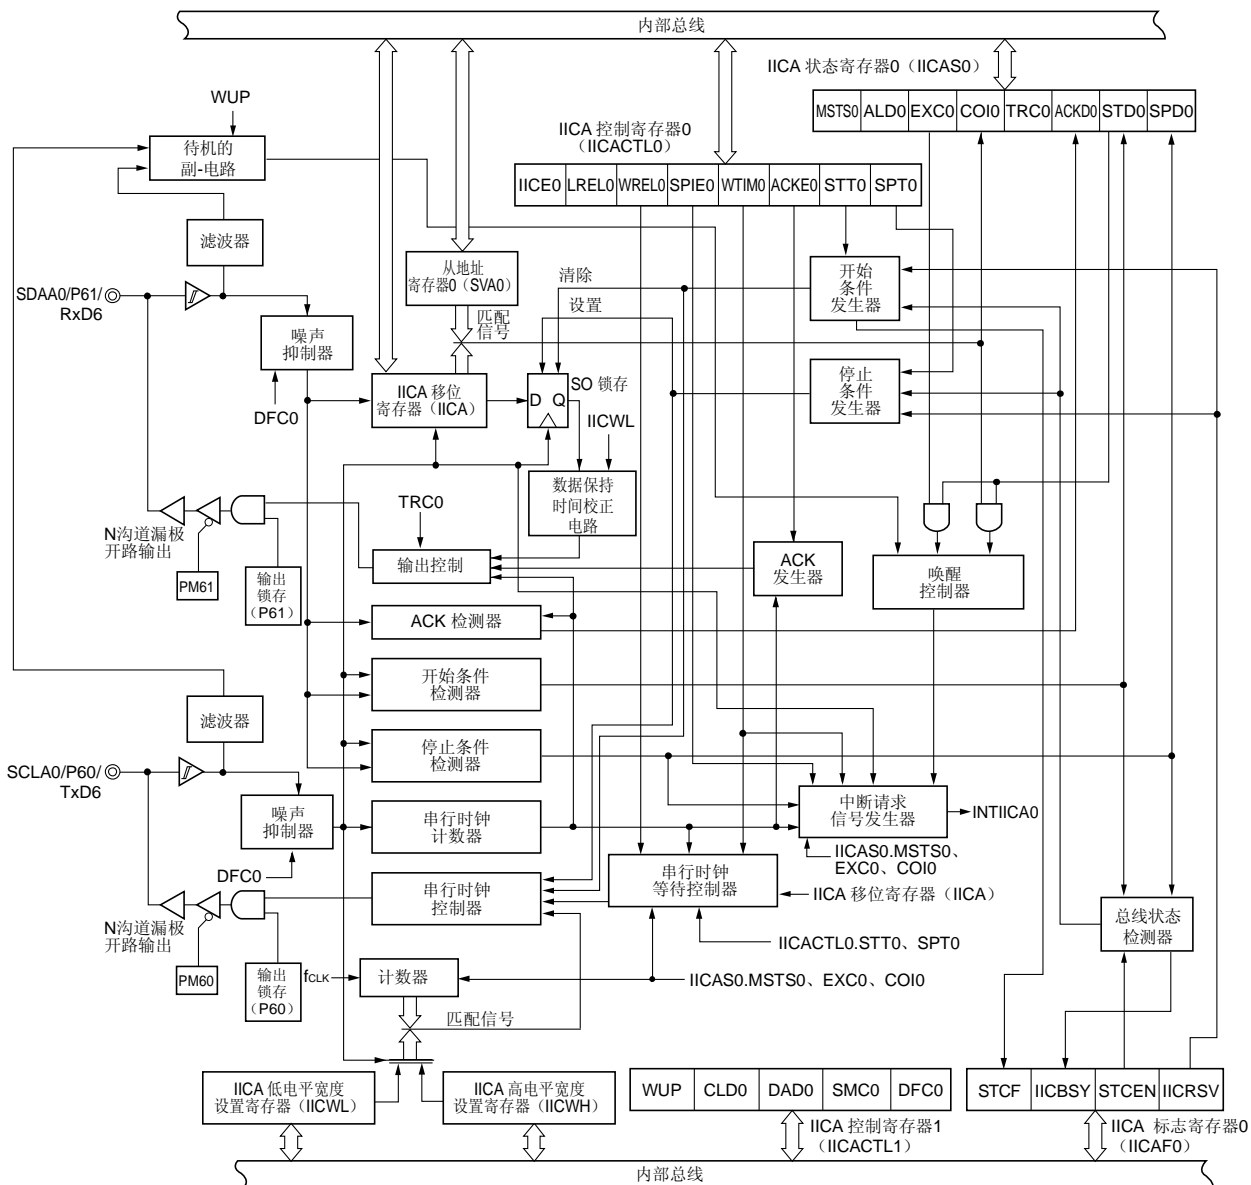 内部总线
IICA 状态寄存器0（IICAS0）
MSTS0 ALD0 EXC0 COI0 TRC0 ACKD0 STD0 SPD0
WUP
IICA 控制寄存器0
（IICACTL0）
待机的
副-电路
IICE0 LREL0 WREL0 SPIE0 WTIM0 ACKE0 STT0 SPT0
滤波器
从地址
寄存器0（SVA0）
清除
开始
条件
发生器
SDAA0/P61/
RxD6
设置
匹配
信号
噪声
抑制器
停止
条件
发生器
IICA 移位
寄存器（IICA）
SO 锁存
D Q
DFC0
IICWL
数据保持
时间校正
电路
TRC0
N沟道漏极
开路输出
输出控制
ACK
发生器
唤醒
控制器
PM61
输出
锁存
（P61）
ACK 检测器
开始条件
检测器
滤波器
停止条件
检测器
SCLA0/P60/
TxD6
噪声
抑制器
串行时钟
计数器
中断请求
信号发生器
INTIICA0
IICAS0.MSTS0、
EXC0、COI0
DFC0
串行时钟
控制器
串行时钟
等待控制器
IICA 移位寄存器（IICA）
N沟道漏极
开路输出
总线状态
检测器
IICACTL0.STT0、SPT0
PM60
输出
锁存
（P60）
fCLK
计数器
IICAS0.MSTS0、EXC0、COI0
匹配信号
IICA 低电平宽度
设置寄存器（IICWL）
IICA 高电平宽度
设置寄存器（IICWH）
WUP CLD0 DAD0 SMC0 DFC0
STCF IICBSY STCEN IICRSV
IICA 控制寄存器1
（IICACTL1）
IICA 标志寄存器0
（IICAF0）
内部总线